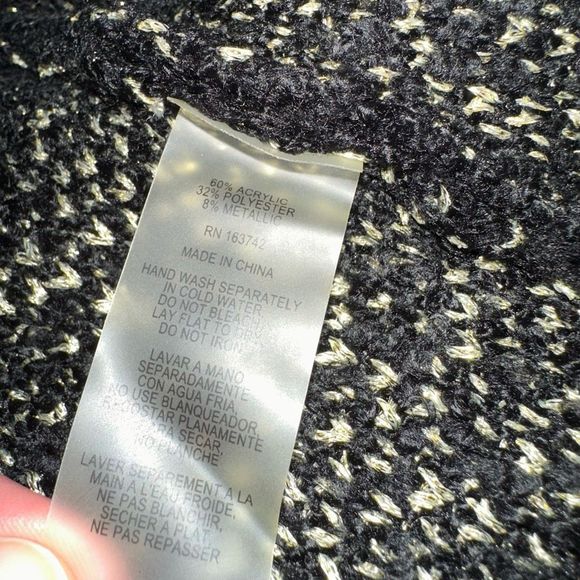 60% ACRYLIC
32% POLYESTER
8% METALLIC
RN 163742
MADE IN CHINA
HAND WASH SEPARATELY
IN COLD WATER
DO NOT BLEACH
LAY FLAT TO DRY
DO NOT IRON
LAVAR A MANO
SEPARADAMENTE
CON AGUA FRIA
NO USE BLANQUEADOR
REPOSTAR PLANAMENTE
PARA SECAR
NO PLANCHE
LAVER SEPAREMENT A LA
MAIN A L'EAU FROIDE,
NE PAS BLANCHIR,
SECHER A PLAT,
NE PAS REPASSER